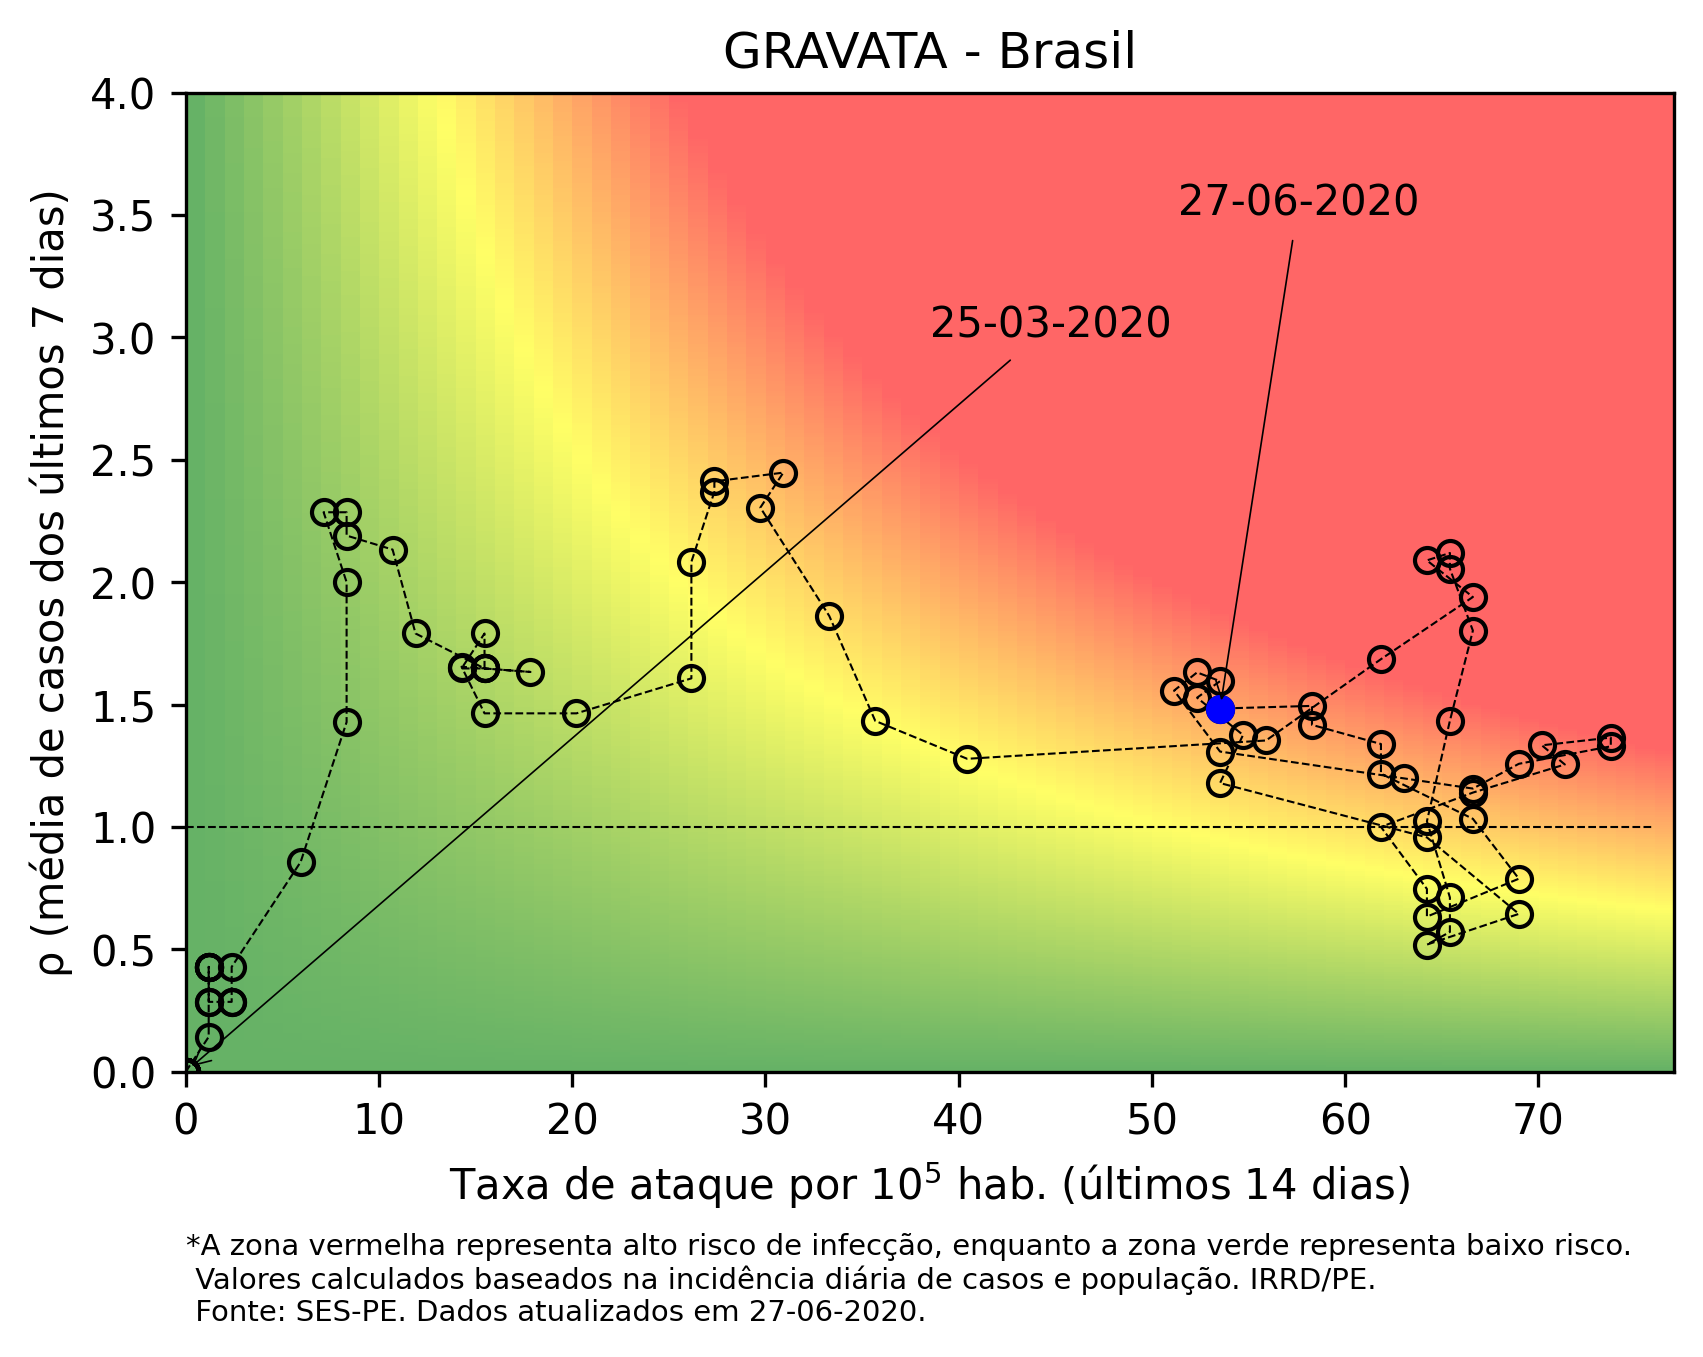 GRAVATA - Brasil
4.0
3.5
3.0
2.5
2.0
1.5
1.0
0.5
0.0
ρ (média de casos dos últimos 7 dias)
27-06-2020
25-03-2020
0 10 20 30 40 50 60 70
Taxa de ataque por 10⁵ hab. (últimos 14 dias)
*A zona vermelha representa alto risco de infecção, enquanto a zona verde representa baixo risco.
Valores calculados baseados na incidência diária de casos e população. IRRD/PE.
Fonte: SES-PE. Dados atualizados em 27-06-2020.